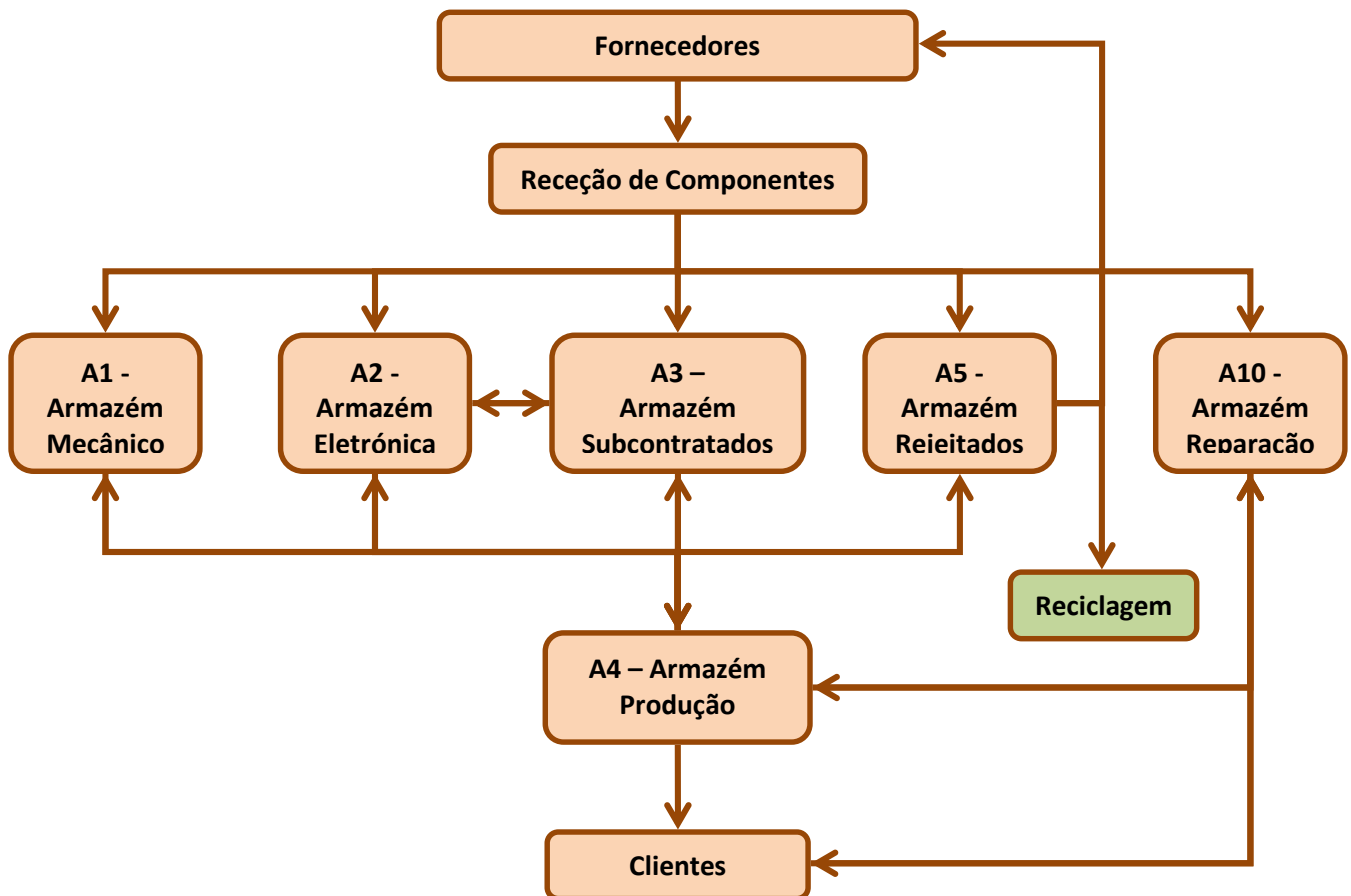 Fornecedores
Receção de Componentes
A1 -
Armazém
Mecânico
A2 -
Armazém
Eletrónica
A3 –
Armazém
Subcontratados
A5 -
Armazém
Rejeitados
A10 -
Armazém
Reparação
Reciclagem
A4 – Armazém
Produção
Clientes